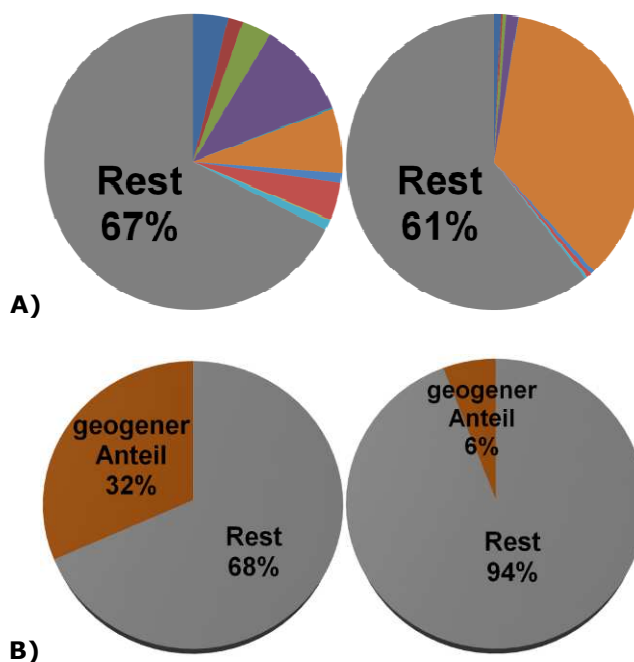 Rest
67%
Rest
61%
A)
geogener
Anteil
32%
Rest
68%
geogener
Anteil
6%
Rest
94%
B)